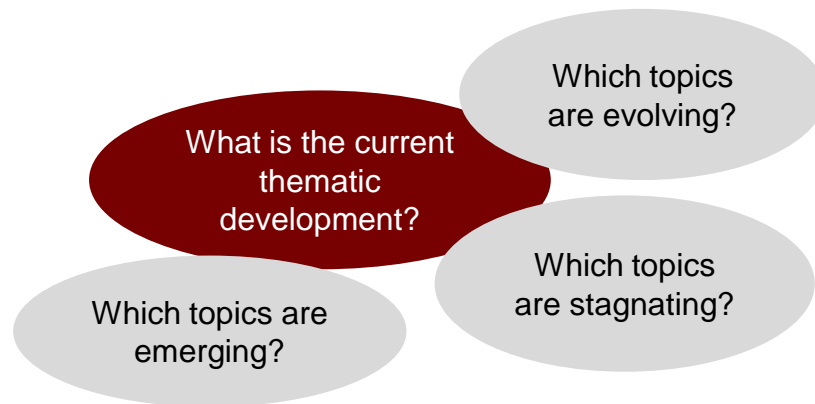 Which topics
are evolving?
What is the current
thematic
development?
Which topics
are stagnating?
Which topics are
emerging?